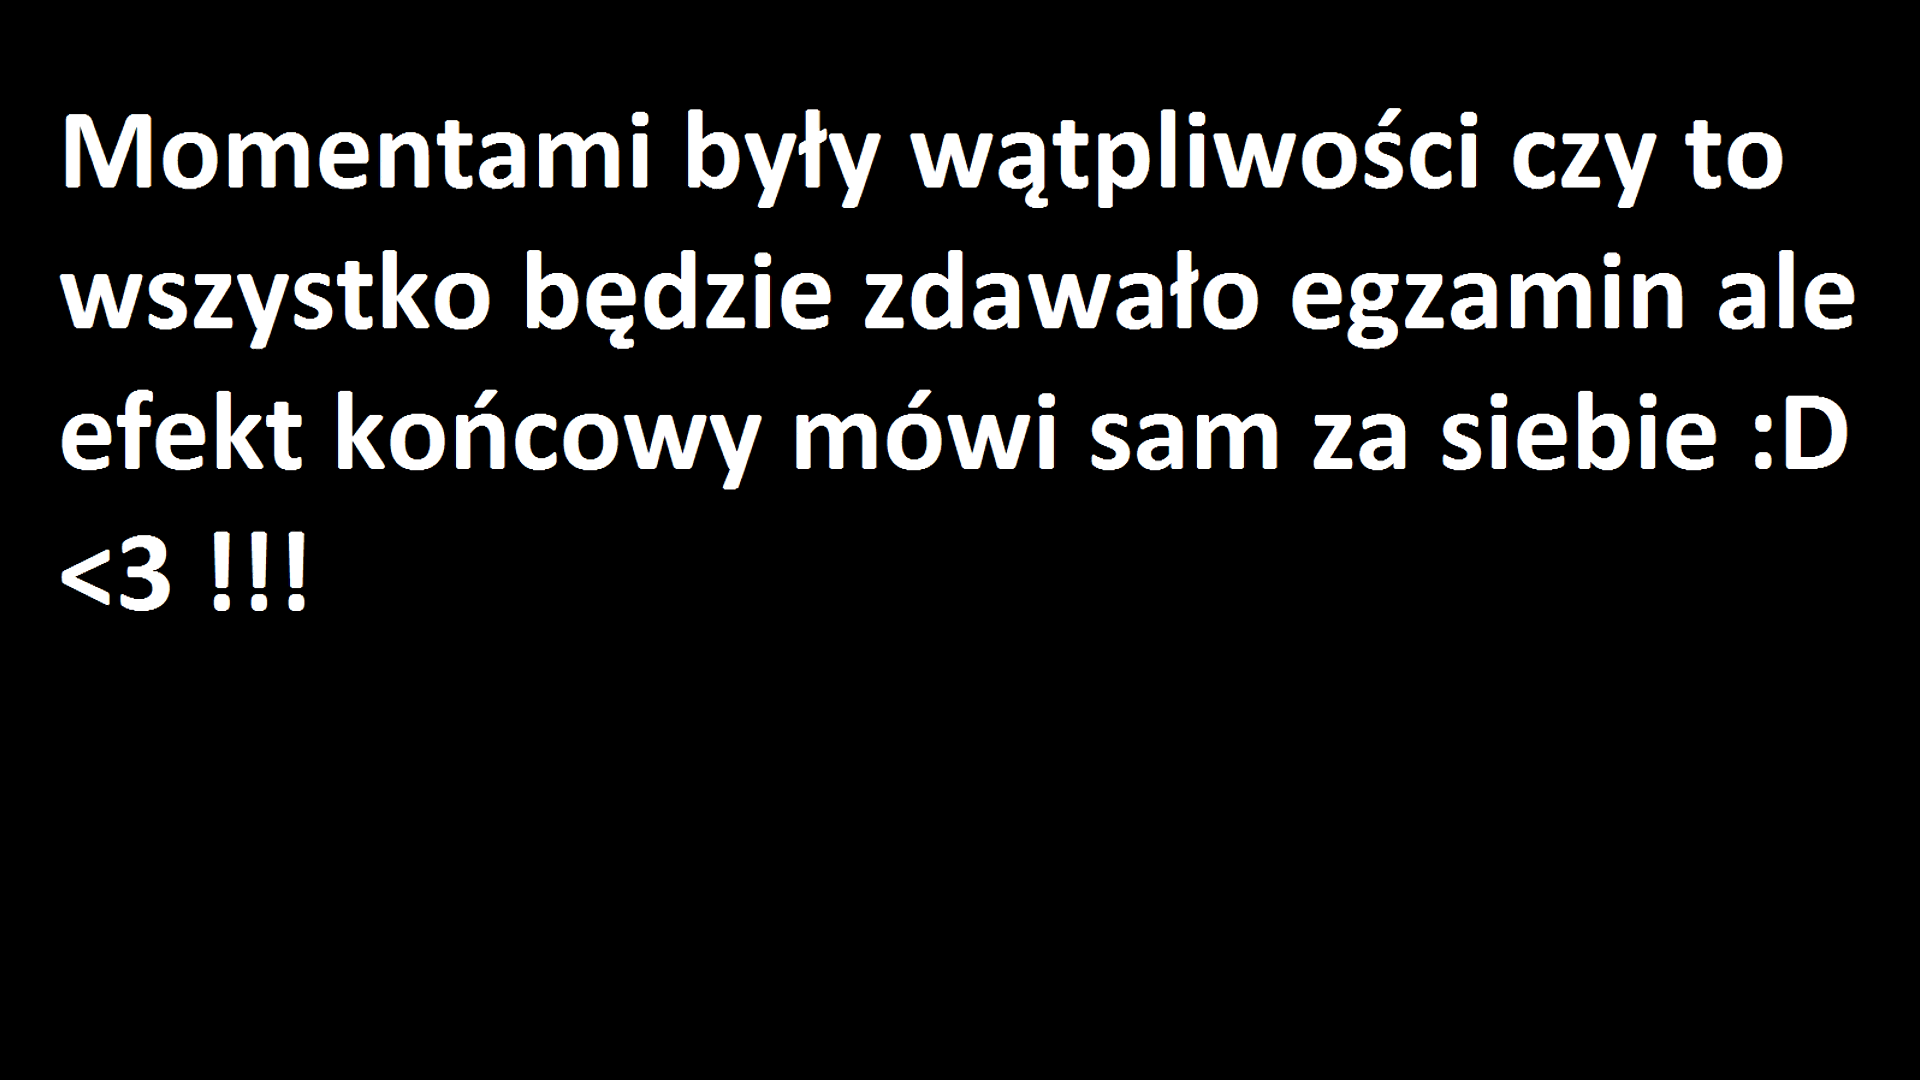 Momentami były wątpliwości czy to
wszystko będzie zdawało egzamin ale
efekt końcowy mówi sam za siebie :D
<3 !!!